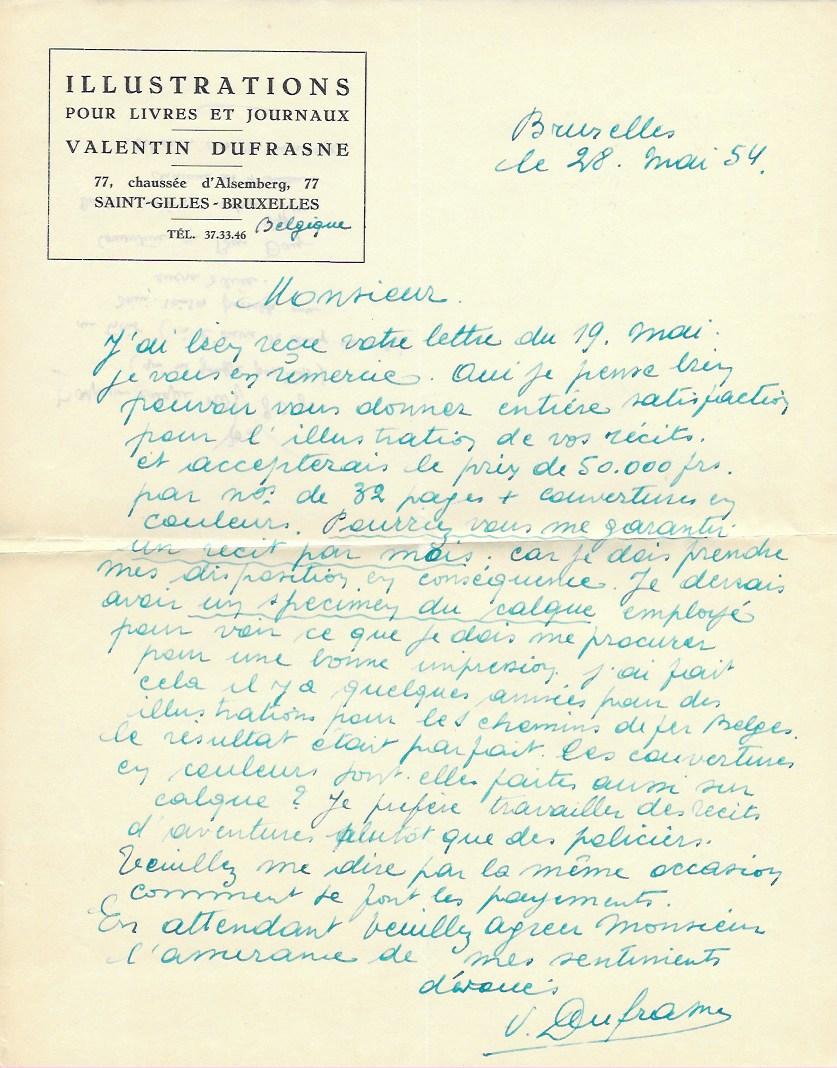 ILLUSTRATIONS
POUR LIVRES ET JOURNAUX
VALENTIN DUFRASNE
77, chaussée d'Alsemberg, 77
SAINT-GILLES - BRUXELLES
TÉL. 37.33.46 Belgique
Bruxelles
le 28. Mai 54.
Monsieur.
J'ai bien reçue votre lettre du 19. Mai.
je vous en remercie. Oui je pense bien
pouvoir vous donner entière satisfaction
pour l'illustration de vos récits.
et accepterais le prix de 50.000 frs.
par nos. de 32 pages + couvertures en
couleurs. Pourriez vous me garantir
un récit par mois. car je dois prendre
mes disposition en conséquence. Je devrais
avoir un specimen du calque employé
pour voir ce que je dois me procurer
pour une bonne impression. j'ai fait
cela il y a quelques années pour des
illustrations pour les chemins de fer Belges.
le résultat était parfait. les couvertures
en couleurs sont elles faites aussi sur
calque ? Je préfère travailler des récits
d'aventures plutôt que des policiers.
Veuillez me dire par la même occasion
comment se font les payements.
En attendant Veuillez Agréer Monsieur
l'assurance de mes sentiments
dévoués
V. Dufrasne